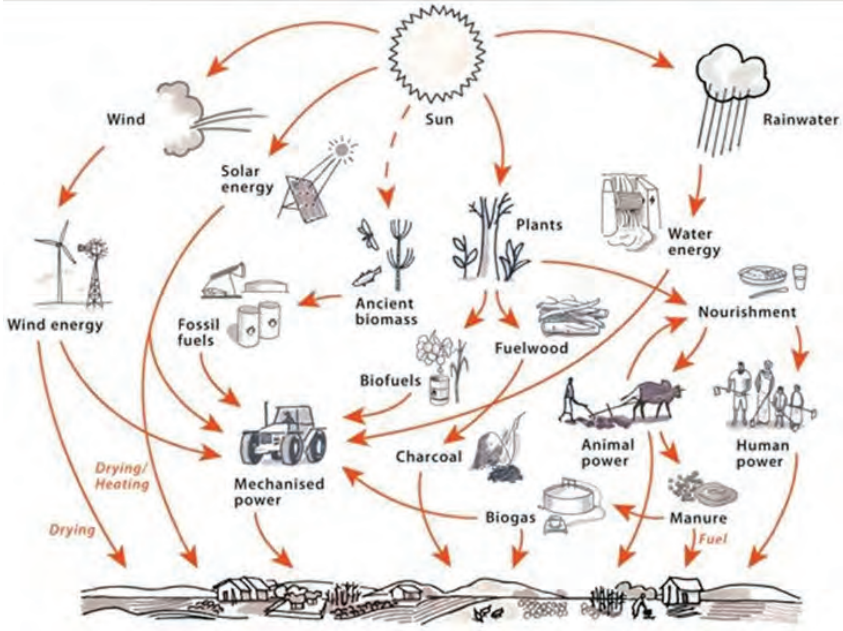 Wind
Sun
Rainwater
Solar
energy
Plants
Water
energy
Wind energy
Fossil
fuels
Ancient
biomass
Nourishment
Fuelwood
Biofuels
Charcoal
Animal
power
Human
power
Drying/
Heating
Mechanised
power
Drying
Biogas
Manure
Fuel